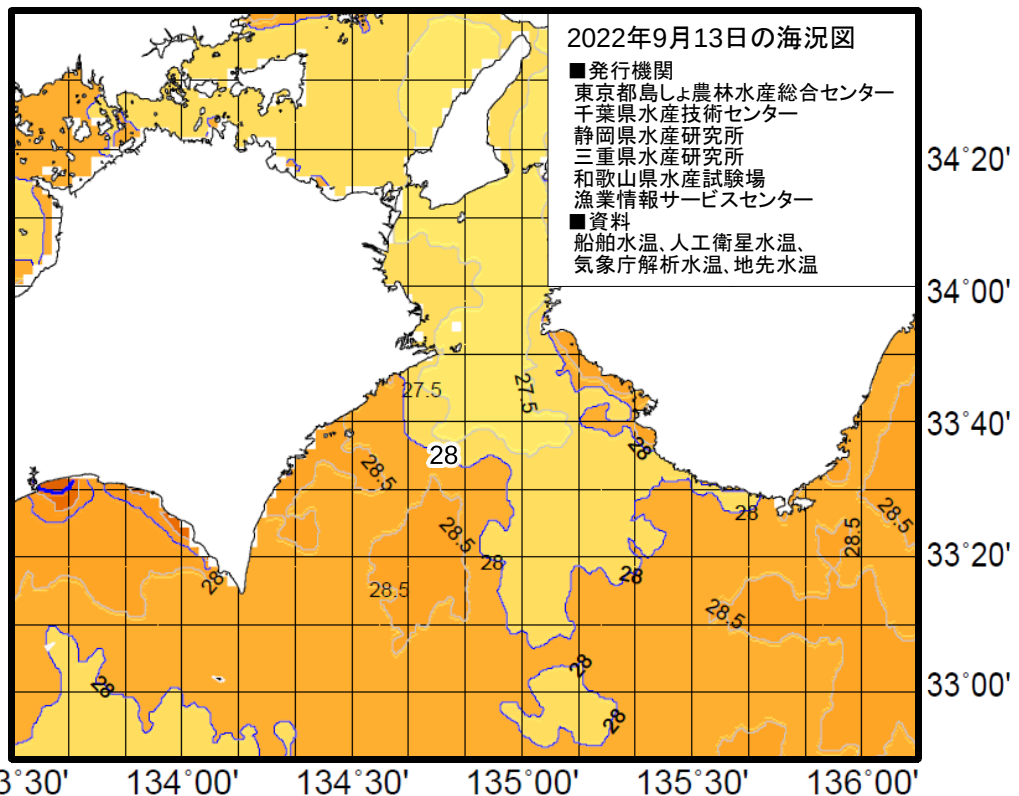 2022年9月13日の海況図
■発行機関
東京都島しょ農林水産総合センター
千葉県水産技術センター
静岡県水産研究所
三重県水産研究所
和歌山県水産試験場
漁業情報サービスセンター
■資料
船舶水温、人工衛星水温、
気象庁解析水温、地先水温
34°20'
34°00'
33°40'
33°20'
33°00'
27.5
27.5
28
28
28.5
28.5
28.5
28.5
28
28
28
28
28.5
28.5
28
28.5
28
28
3°30'
134°00'
134°30'
135°00'
135°30'
136°00'